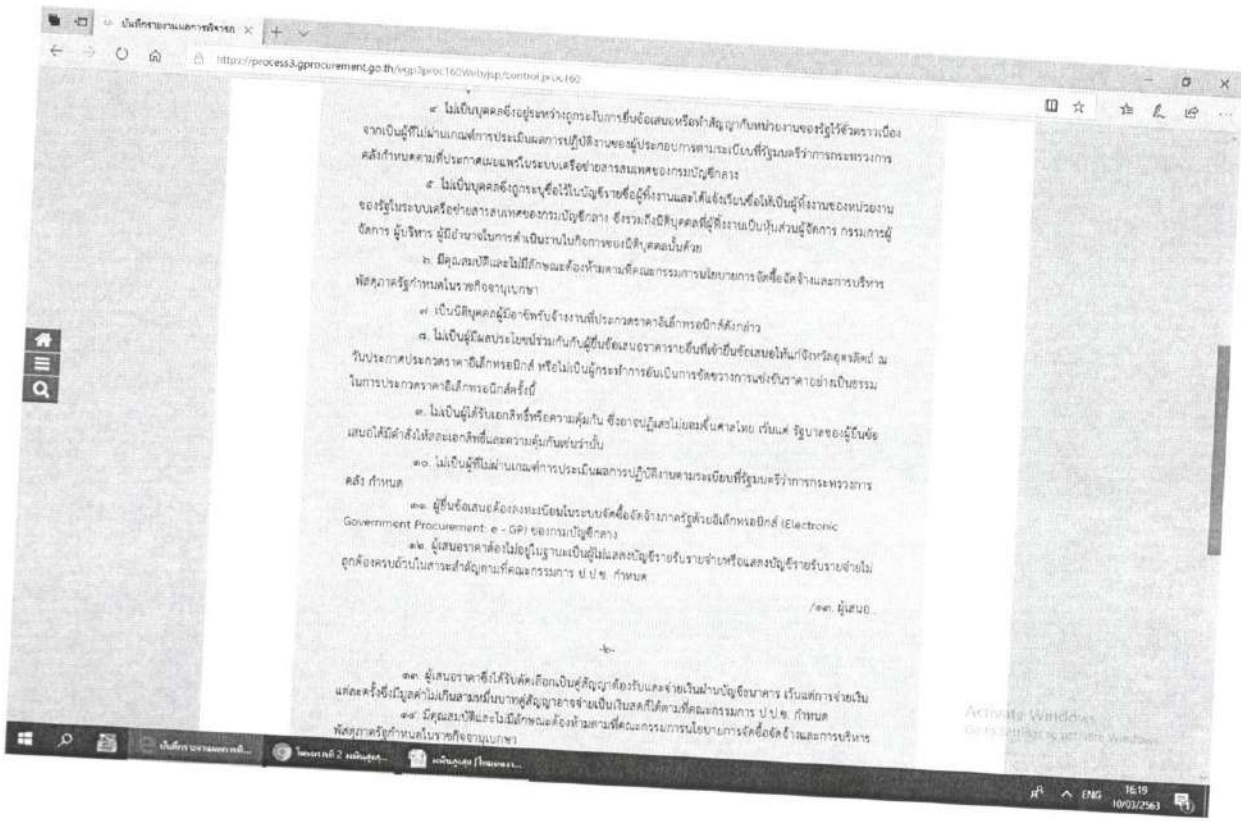 บันทึกรายงานผลการพิจารณ
https://process3.gprocurement.go.th/egp3proc160Web/jsp/control.proc160
๔. ไม่เป็นบุคคลซึ่งอยู่ระหว่างถูกระงับการยื่นข้อเสนอหรือทำสัญญากับหน่วยงานของรัฐไว้ชั่วคราวเนื่อง
จากเป็นผู้ที่ไม่ผ่านเกณฑ์การประเมินผลการปฏิบัติงานของผู้ประกอบการตามระเบียบที่รัฐมนตรีว่าการกระทรวงการ
คลังกำหนดตามที่ประกาศเผยแพร่ในระบบเครือข่ายสารสนเทศของกรมบัญชีกลาง
๕. ไม่เป็นบุคคลซึ่งถูกระบุชื่อไว้ในบัญชีรายชื่อผู้ทิ้งงานและได้แจ้งเวียนชื่อให้เป็นผู้ทิ้งงานของหน่วยงาน
ของรัฐในระบบเครือข่ายสารสนเทศของกรมบัญชีกลาง ซึ่งรวมถึงนิติบุคคลที่ผู้ทิ้งงานเป็นหุ้นส่วนผู้จัดการ กรรมการผู้
จัดการ ผู้บริหาร ผู้มีอำนาจในการดำเนินงานในกิจการของนิติบุคคลนั้นด้วย
๖. มีคุณสมบัติและไม่มีลักษณะต้องห้ามตามที่คณะกรรมการนโยบายการจัดซื้อจัดจ้างและการบริหาร
พัสดุภาครัฐกำหนดในราชกิจจานุเบกษา
๗. เป็นนิติบุคคลผู้มีอาชีพรับจ้างงานที่ประกวดราคาอิเล็กทรอนิกส์ดังกล่าว
๘. ไม่เป็นผู้มีผลประโยชน์ร่วมกันกับผู้ยื่นข้อเสนอราคารายอื่นที่เข้ายื่นข้อเสนอให้แก่จังหวัดอุตรดิตถ์ ณ
วันประกาศประกวดราคาอิเล็กทรอนิกส์ หรือไม่เป็นผู้กระทำการอันเป็นการขัดขวางการแข่งขันราคาอย่างเป็นธรรม
ในการประกวดราคาอิเล็กทรอนิกส์ครั้งนี้
๙. ไม่เป็นผู้ได้รับเอกสิทธิ์หรือความคุ้มกัน ซึ่งอาจปฏิเสธไม่ยอมขึ้นศาลไทย เว้นแต่ รัฐบาลของผู้ยื่นข้อ
เสนอได้มีคำสั่งให้สละเอกสิทธิ์และความคุ้มกันเช่นว่านั้น
๑๐. ไม่เป็นผู้ที่ไม่ผ่านเกณฑ์การประเมินผลการปฏิบัติงานตามระเบียบที่รัฐมนตรีว่าการกระทรวงการ
คลัง กำหนด
๑๑. ผู้ยื่นข้อเสนอต้องลงทะเบียนในระบบจัดซื้อจัดจ้างภาครัฐด้วยอิเล็กทรอนิกส์ (Electronic
Government Procurement: e - GP) ของกรมบัญชีกลาง
๑๒. ผู้เสนอราคาต้องไม่อยู่ในฐานะเป็นผู้ไม่แสดงบัญชีรายรับรายจ่ายหรือแสดงบัญชีรายรับรายจ่ายไม่
ถูกต้องครบถ้วนในสาระสำคัญตามที่คณะกรรมการ ป.ป.ช. กำหนด
/๑๓. ผู้เสนอ..
-๒-
๑๓. ผู้เสนอราคาซึ่งได้รับคัดเลือกเป็นคู่สัญญาต้องรับและจ่ายเงินผ่านบัญชีธนาคาร เว้นแต่การจ่ายเงิน
แต่ละครั้งซึ่งมีมูลค่าไม่เกินสามหมื่นบาทคู่สัญญาอาจจ่ายเป็นเงินสดก็ได้ตามที่คณะกรรมการ ป.ป.ช. กำหนด
๑๔. มีคุณสมบัติและไม่มีลักษณะต้องห้ามตามที่คณะกรรมการนโยบายการจัดซื้อจัดจ้างและการบริหาร
พัสดุภาครัฐกำหนดในราชกิจจานุเบกษา
Activate Windows
Go to Settings to activate Windows.
บันทึกรายงานผลการพิ...
ENG
16:19
10/03/2563